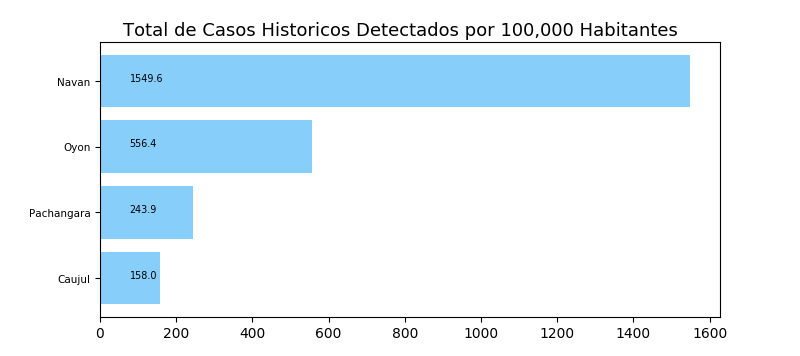 Total de Casos Historicos Detectados por 100,000 Habitantes
Navan 1549.6
Oyon 556.4
Pachangara 243.9
Caujul 158.0
0 200 400 600 800 1000 1200 1400 1600